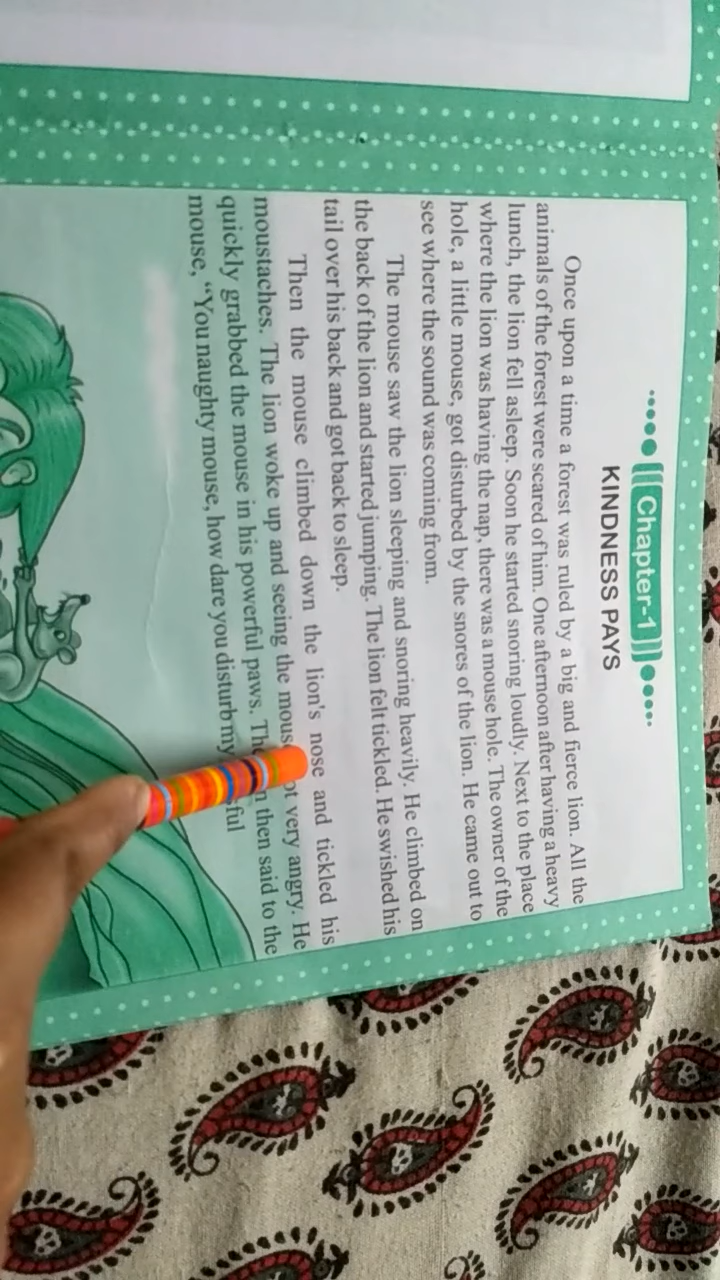 Chapter-1
KINDNESS PAYS
Once upon a time a forest was ruled by a big and fierce lion. All the
animals of the forest were scared of him. One afternoon after having a heavy
lunch, the lion fell asleep. Soon he started snoring loudly. Next to the place
where the lion was having the nap, there was a mouse hole. The owner of the
hole, a little mouse, got disturbed by the snores of the lion. He came out to
see where the sound was coming from.
The mouse saw the lion sleeping and snoring heavily. He climbed on
the back of the lion and started jumping. The lion felt tickled. He swished his
tail over his back and got back to sleep.
Then the mouse climbed down the lion's nose and tickled his
moustaches. The lion woke up and seeing the very angry. He
quickly grabbed the mouse in his powerful paws. then said to the
mouse, “You naughty mouse, how dare you disturb my